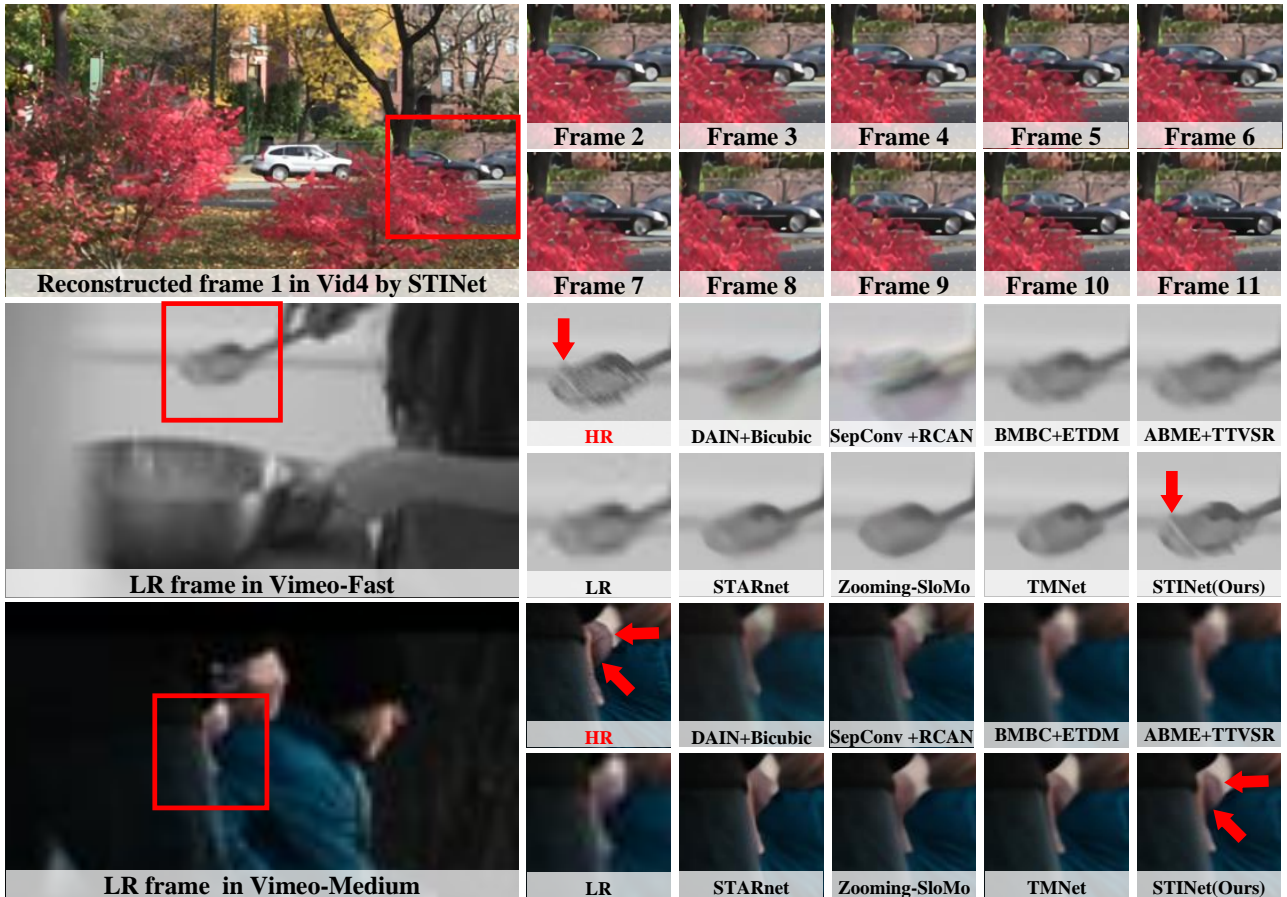 Frame 2
Frame 3
Frame 4
Frame 5
Frame 6
Reconstructed frame 1 in Vid4 by STINet
Frame 7
Frame 8
Frame 9
Frame 10
Frame 11
HR
DAIN+Bicubic
SepConv +RCAN
BMBC+ETDM
ABME+TTVSR
LR frame in Vimeo-Fast
LR
STARnet
Zooming-SloMo
TMNet
STINet(Ours)
HR
DAIN+Bicubic
SepConv +RCAN
BMBC+ETDM
ABME+TTVSR
LR frame in Vimeo-Medium
LR
STARnet
Zooming-SloMo
TMNet
STINet(Ours)